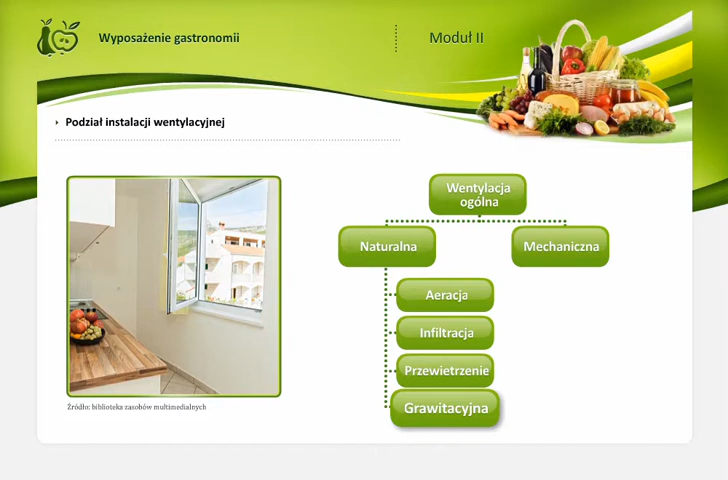 Wyposażenie gastronomii
Moduł II
Podział instalacji wentylacyjnej
Wentylacja
ogólna
Naturalna
Mechaniczna
Aeracja
Infiltracja
Przewietrzenie
Grawitacyjna
Źródło: biblioteka zasobów multimedialnych